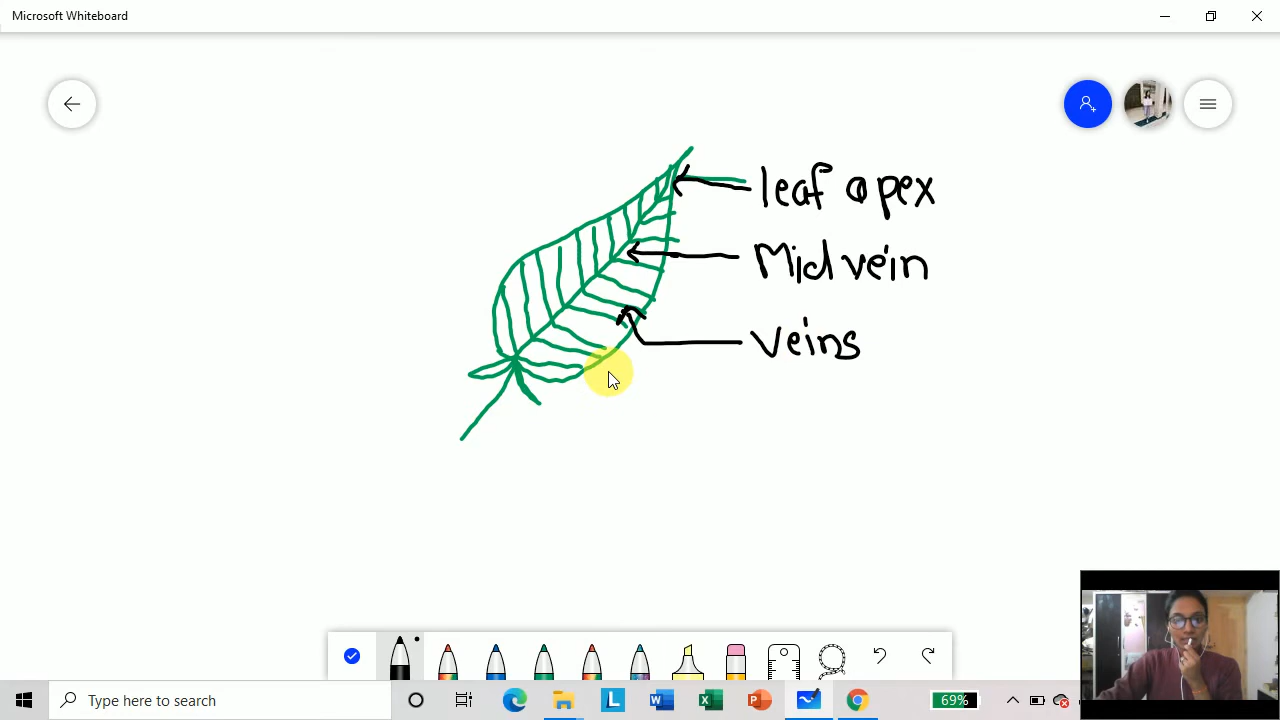 Microsoft Whiteboard
leaf apex
Midvein
Veins
Type here to search
69%